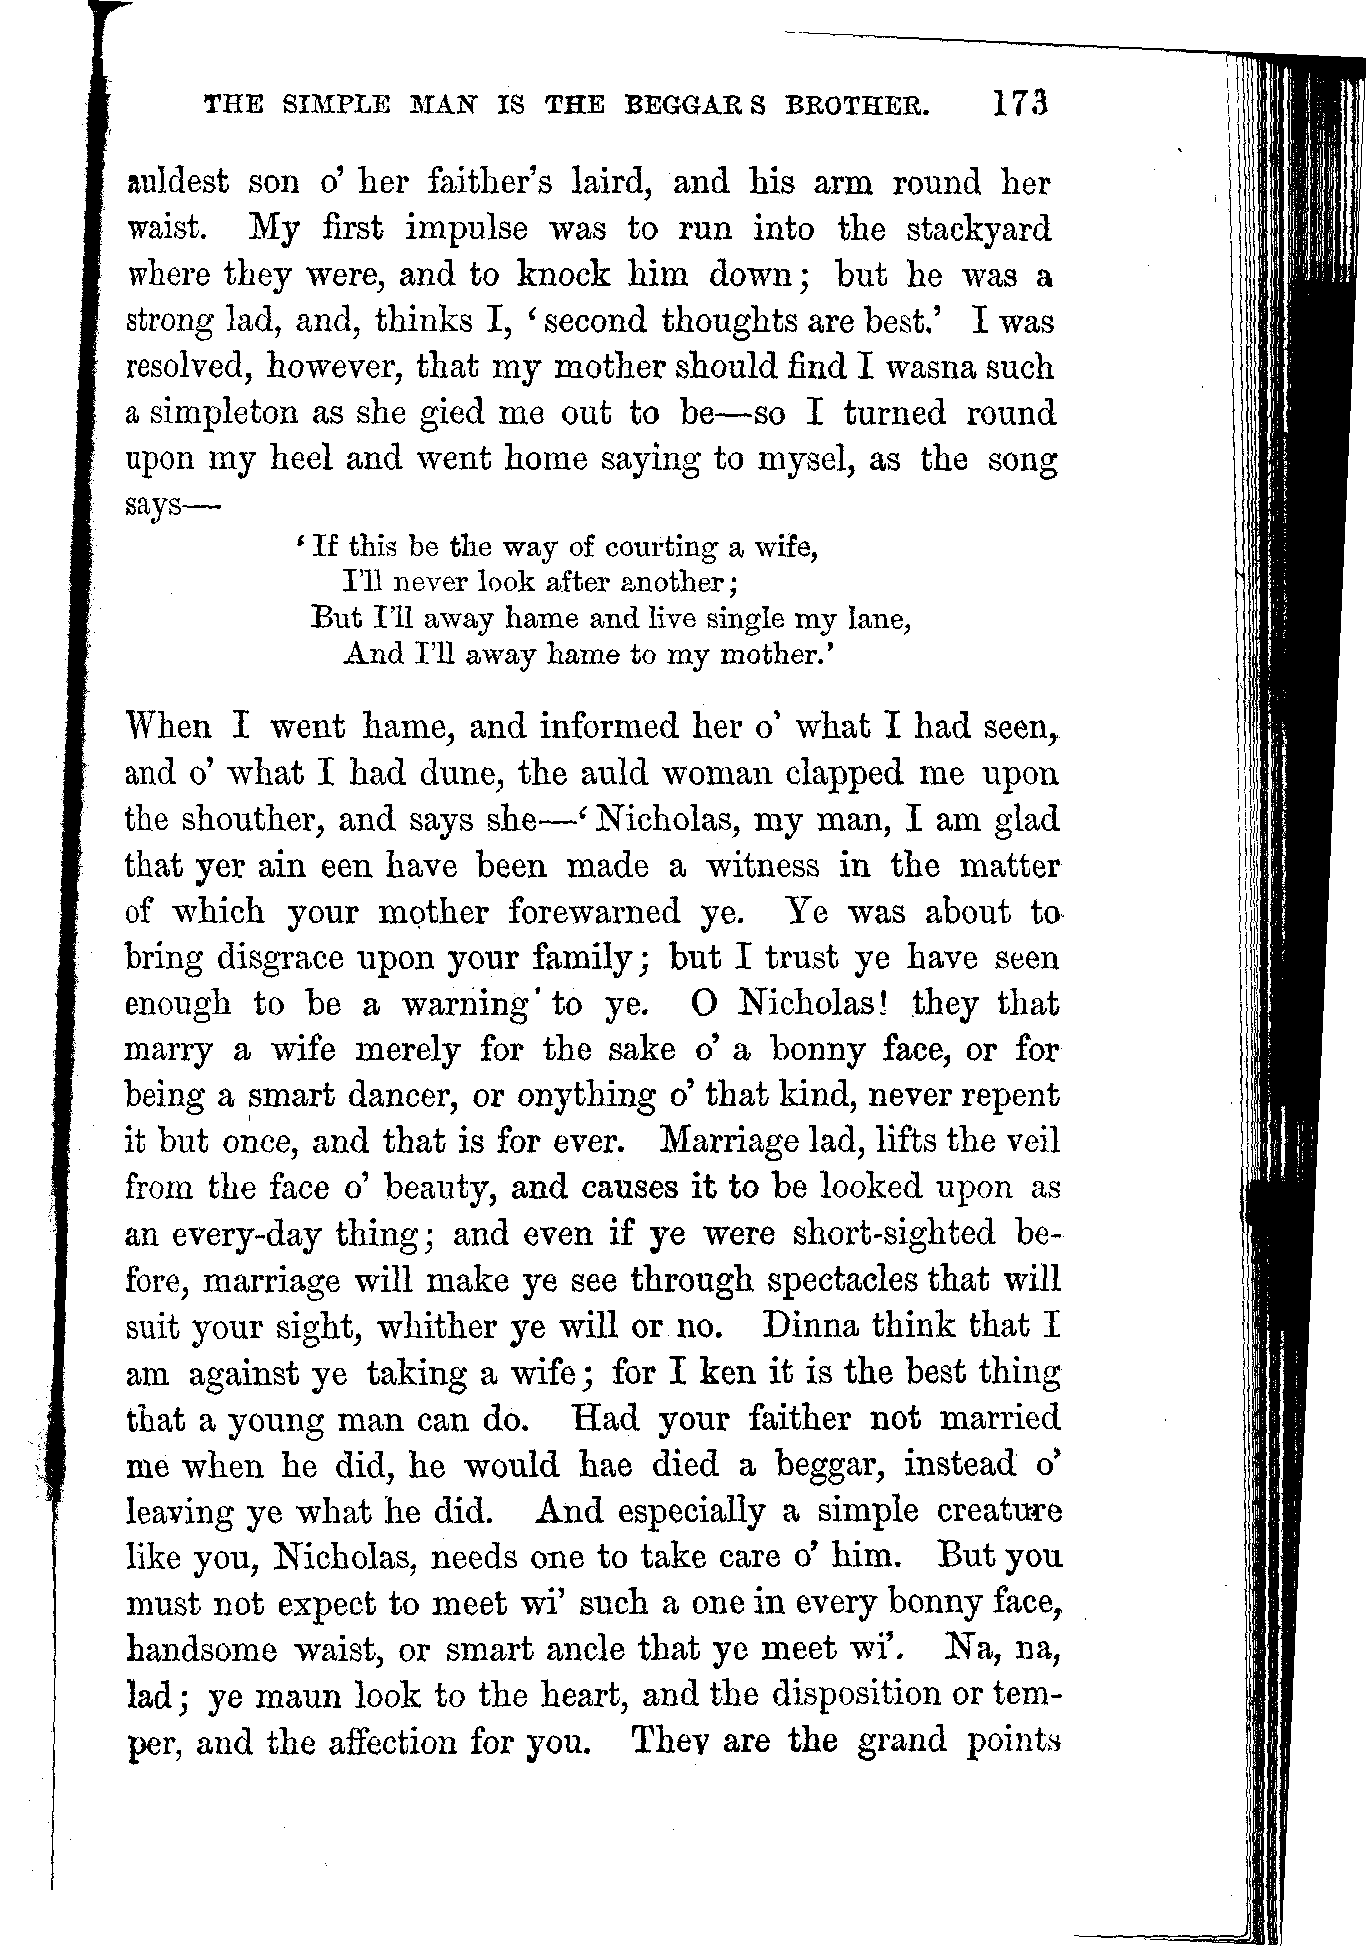 THE SIMPLE MAN IS THE BEGGAR S BROTHER. 173
auldest son o' her faither's laird, and his arm round her
waist. My first impulse was to run into the stackyard
where they were, and to knock him down; but he was a
strong lad, and, thinks I, ‘second thoughts are best.’ I was
resolved, however, that my mother should find I wasna such
a simpleton as she gied me out to be—so I turned round
upon my heel and went home saying to mysel, as the song
says—
‘If this be the way of courting a wife,
I'll never look after another;
But I'll away hame and live single my lane,
And I'll away hame to my mother.’
When I went hame, and informed her o' what I had seen,
and o' what I had dune, the auld woman clapped me upon
the shouther, and says she—‘Nicholas, my man, I am glad
that yer ain een have been made a witness in the matter
of which your mother forewarned ye. Ye was about to
bring disgrace upon your family; but I trust ye have seen
enough to be a warning to ye. O Nicholas! they that
marry a wife merely for the sake o' a bonny face, or for
being a smart dancer, or onything o' that kind, never repent
it but once, and that is for ever. Marriage lad, lifts the veil
from the face o' beauty, and causes it to be looked upon as
an every-day thing; and even if ye were short-sighted be-
fore, marriage will make ye see through spectacles that will
suit your sight, whither ye will or no. Dinna think that I
am against ye taking a wife; for I ken it is the best thing
that a young man can do. Had your faither not married
me when he did, he would hae died a beggar, instead o'
leaving ye what he did. And especially a simple creature
like you, Nicholas, needs one to take care o' him. But you
must not expect to meet wi' such a one in every bonny face,
handsome waist, or smart ancle that ye meet wi'. Na, na,
lad; ye maun look to the heart, and the disposition or tem-
per, and the affection for you. They are the grand points